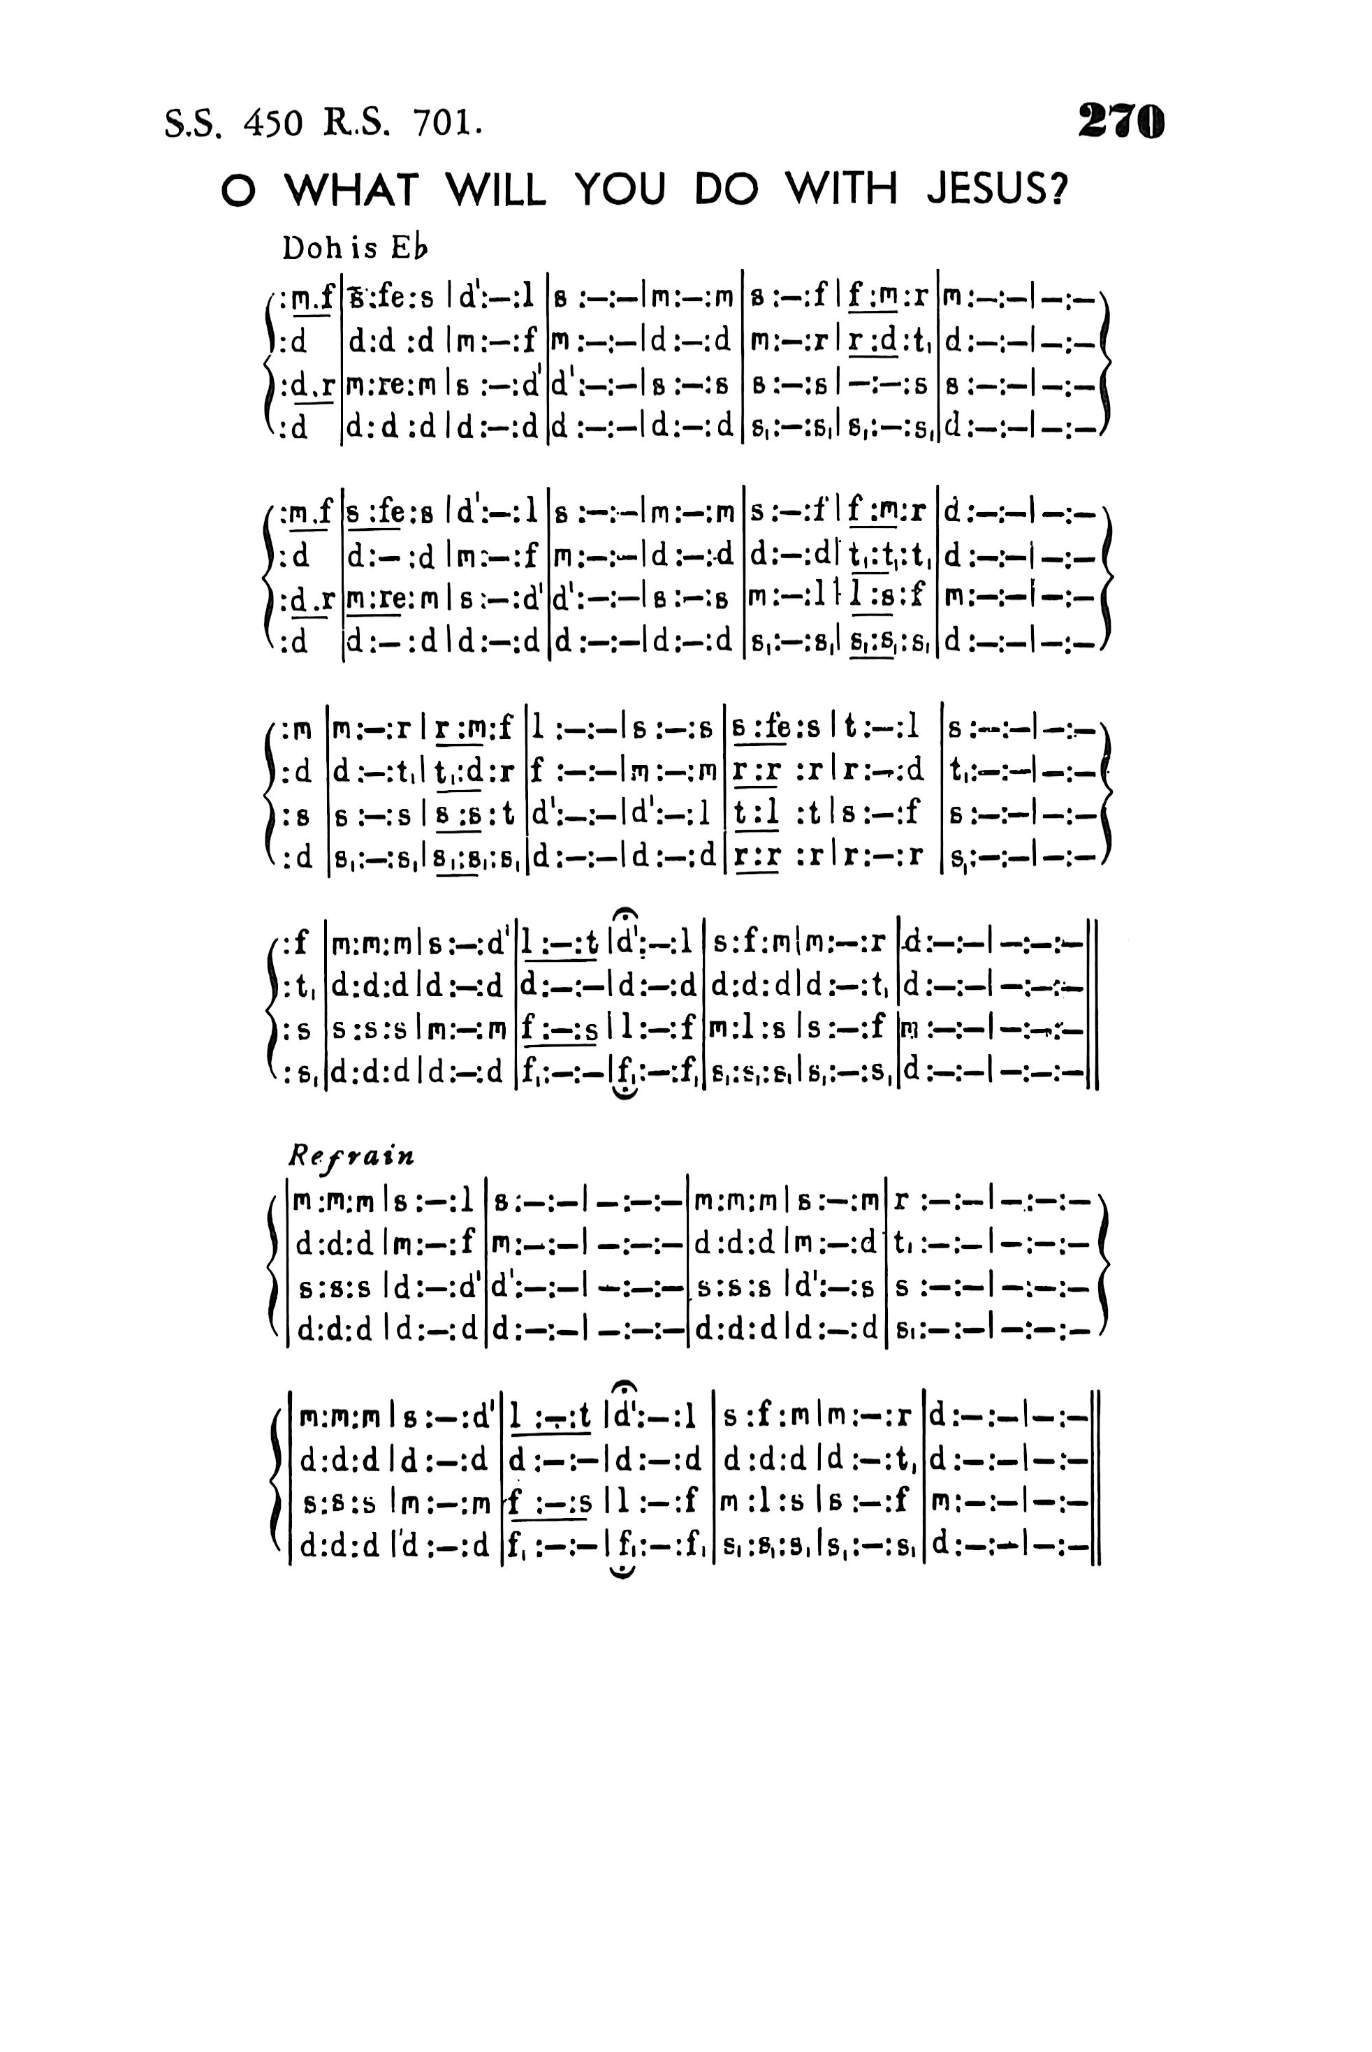 S.S. 450 R.S. 701. 270
O WHAT WILL YOU DO WITH JESUS?
Doh is E♭
:m.f |s:fe:s |d':—:l |s :—:—|m:—:m |s :—:f|f :m:r |m:—:—|—:—
:d |d:d :d |m:—:f |m:—:—|d:—:d |m:—:r|r :d:t, |d:—:—|—:—
:d.r |m:re:m |s :—:d' |d':—:—|s :—:s |s :—:s|—:—:s |s :—:—|—:—
:d |d:d :d |d:—:d |d :—:—|d:—:d |s,:—:s,|s,:—:s, |d:—:—|—:—
:m.f |s :fe:s |d':—:l |s :—:—|m:—:m |s:—:f|f :m:r |d:—:—|—:—
:d |d:— :d |m:—:f |m:—:—|d:—:d |d:—:d|t,:t,:t, |d:—:—|—:—
:d.r |m:re:m |s :—:d' |d':—:—|s:—:s |m:—:l|l :s:f |m:—:—|—:—
:d |d:— :d |d:—:d |d :—:—|d:—:d |s,:—:s,|s,:s,:s, |d:—:—|—:—
:m |m:—:r |r :m:f |l :—:—|s :—:s |s :fe:s |t :—:l |s:—:—|—:—
:d |d :—:t,|t,:d:r |f :—:—|m:—:m |r :r :r |r:—:d |t,:—:—|—:—
:s |s :—:s |s :s :t |d':—:—|d':—:l |t :l :t |s:—:f |s :—:—|—:—
:d |s,:—:s,|s,:s,:s, |d:—:—|d :—:d |r:r :r |r:—:r |s,:—:—|—:—
:f |m:m:m|s:—:d' |l :—:t |d':—:l |s:f:m|m:—:r |d:—:—|—:—:—
:t, |d:d:d|d:—:d |d:—:—|d:—:d |d:d:d|d:—:t, |d:—:—|—:—:—
:s |s:s:s|m:—:m |f :—:s |l:—:f |m:l:s |s:—:f |m:—:—|—:—:—
:s, |d:d:d|d:—:d |f,:—:—|f,:—:f, |s,:s,:s,|s,:—:s, |d:—:—|—:—:—
Refrain
|m:m:m|s:—:l |s:—:—|—:—:— |m:m:m|s:—:m |r :—:—|—:—:—
|d:d:d|m:—:f |m:—:—|—:—:— |d:d:d|m:—:d |t,:—:—|—:—:—
|s:s:s |d:—:d' |d':—:—|—:—:— |s:s:s |d':—:s |s :—:—|—:—:—
|d:d:d |d:—:d |d:—:—|—:—:— |d:d:d|d:—:d |s,:—:—|—:—:—
|m:m:m|s:—:d' |l :—:t |d':—:l |s:f:m|m:—:r |d:—:—|—:—
|d:d:d|d:—:d |d:—:—|d:—:d |d:d:d |d:—:t, |d:—:—|—:—
|s:s:s |m:—:m |f :—:s |l:—:f |m:l:s |s:—:f |m:—:—|—:—
|d:d:d |d:—:d |f,:—:—|f,:—:f, |s,:s,:s,|s,:—:s, |d:—:—|—:—